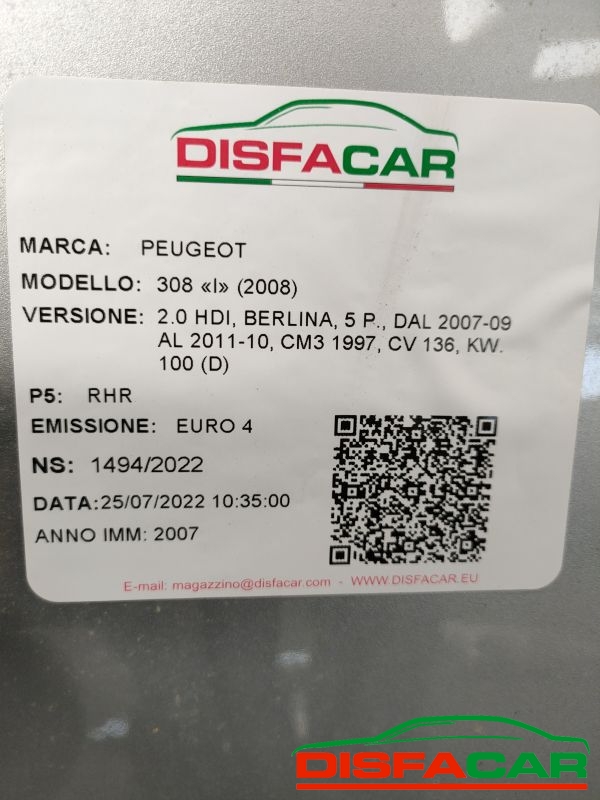 DISFACAR
MARCA: PEUGEOT
MODELLO: 308 «I» (2008)
VERSIONE: 2.0 HDI, BERLINA, 5 P., DAL 2007-09
AL 2011-10, CM3 1997, CV 136, KW.
100 (D)
P5: RHR
EMISSIONE: EURO 4
NS: 1494/2022
DATA:25/07/2022 10:35:00
ANNO IMM: 2007
E-mail: magazzino@disfacar.com - WWW.DISFACAR.EU
DISFACAR